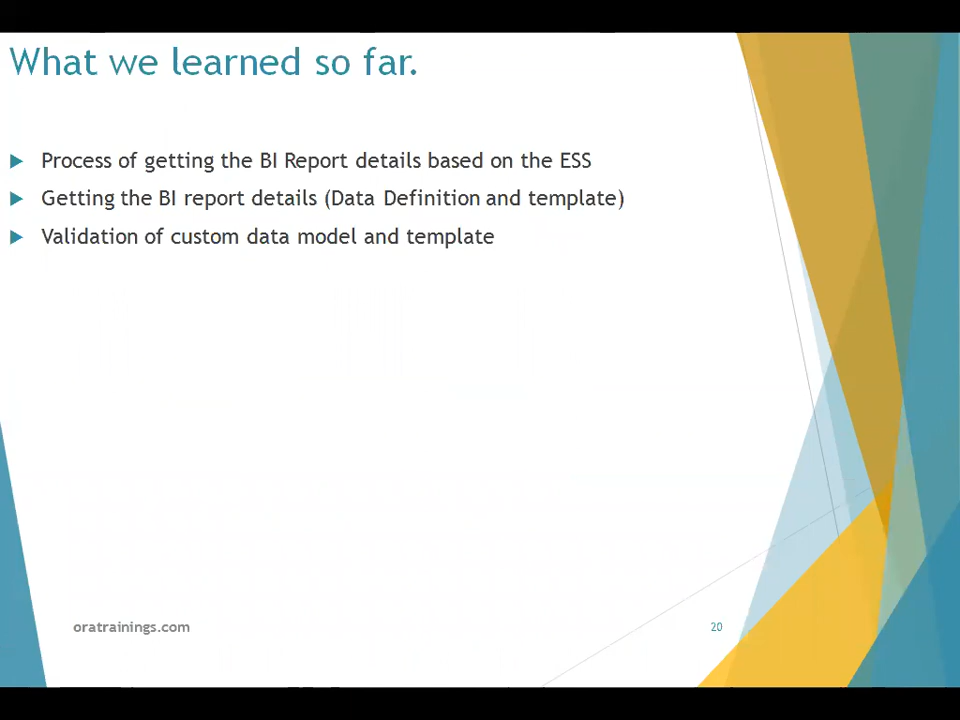 What we learned so far.
Process of getting the BI Report details based on the ESS
Getting the BI report details (Data Definition and template)
Validation of custom data model and template
oratrainings.com
20